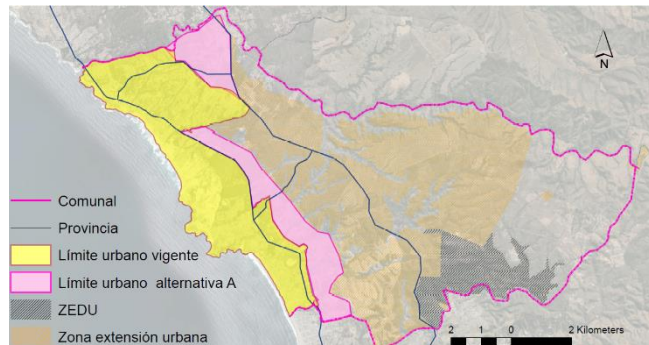 N
Comunal
Provincia
Límite urbano vigente
Límite urbano alternativa A
ZEDU
Zona extensión urbana
2 1 0 2 Kilometers